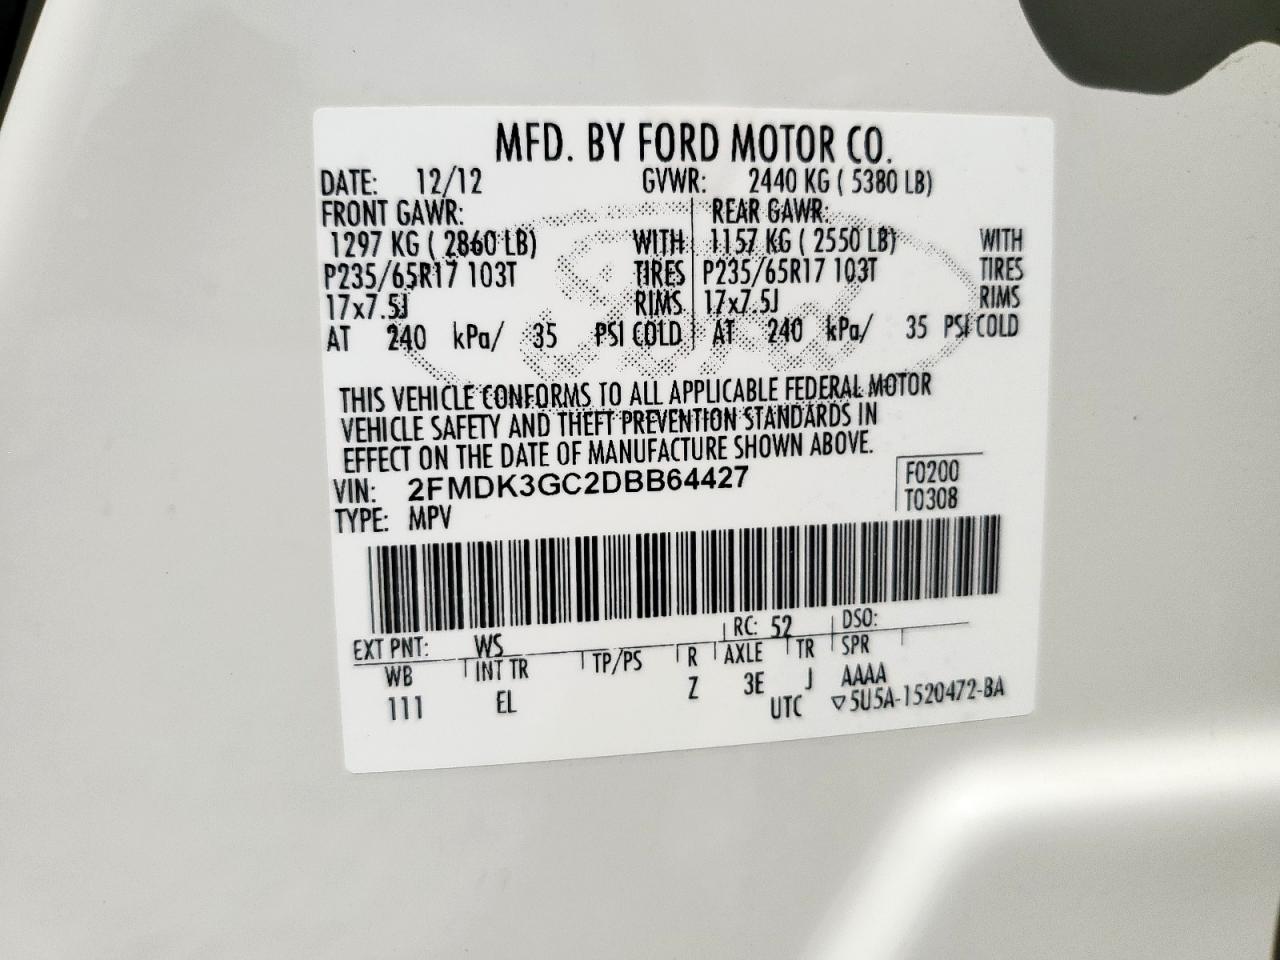 MFD. BY FORD MOTOR CO.
DATE: 12/12 GVWR: 2440 KG ( 5380 LB)
FRONT GAWR: REAR GAWR:
1297 KG ( 2860 LB) WITH 1157 KG ( 2550 LB) WITH
P235/65R17 103T TIRES P235/65R17 103T TIRES
17x7.5J RIMS 17x7.5J RIMS
AT 240 kPa/ 35 PSI COLD AT 240 kPa/ 35 PSI COLD
THIS VEHICLE CONFORMS TO ALL APPLICABLE FEDERAL MOTOR
VEHICLE SAFETY AND THEFT PREVENTION STANDARDS IN
EFFECT ON THE DATE OF MANUFACTURE SHOWN ABOVE.
VIN: 2FMDK3GC2DBB64427 F0200
TYPE: MPV T0308
EXT PNT: WS RC: 52 DSO:
WB INT TR TP/PS R AXLE TR SPR
111 EL Z 3E J AAAA
UTC ▽5U5A-1520472-BA